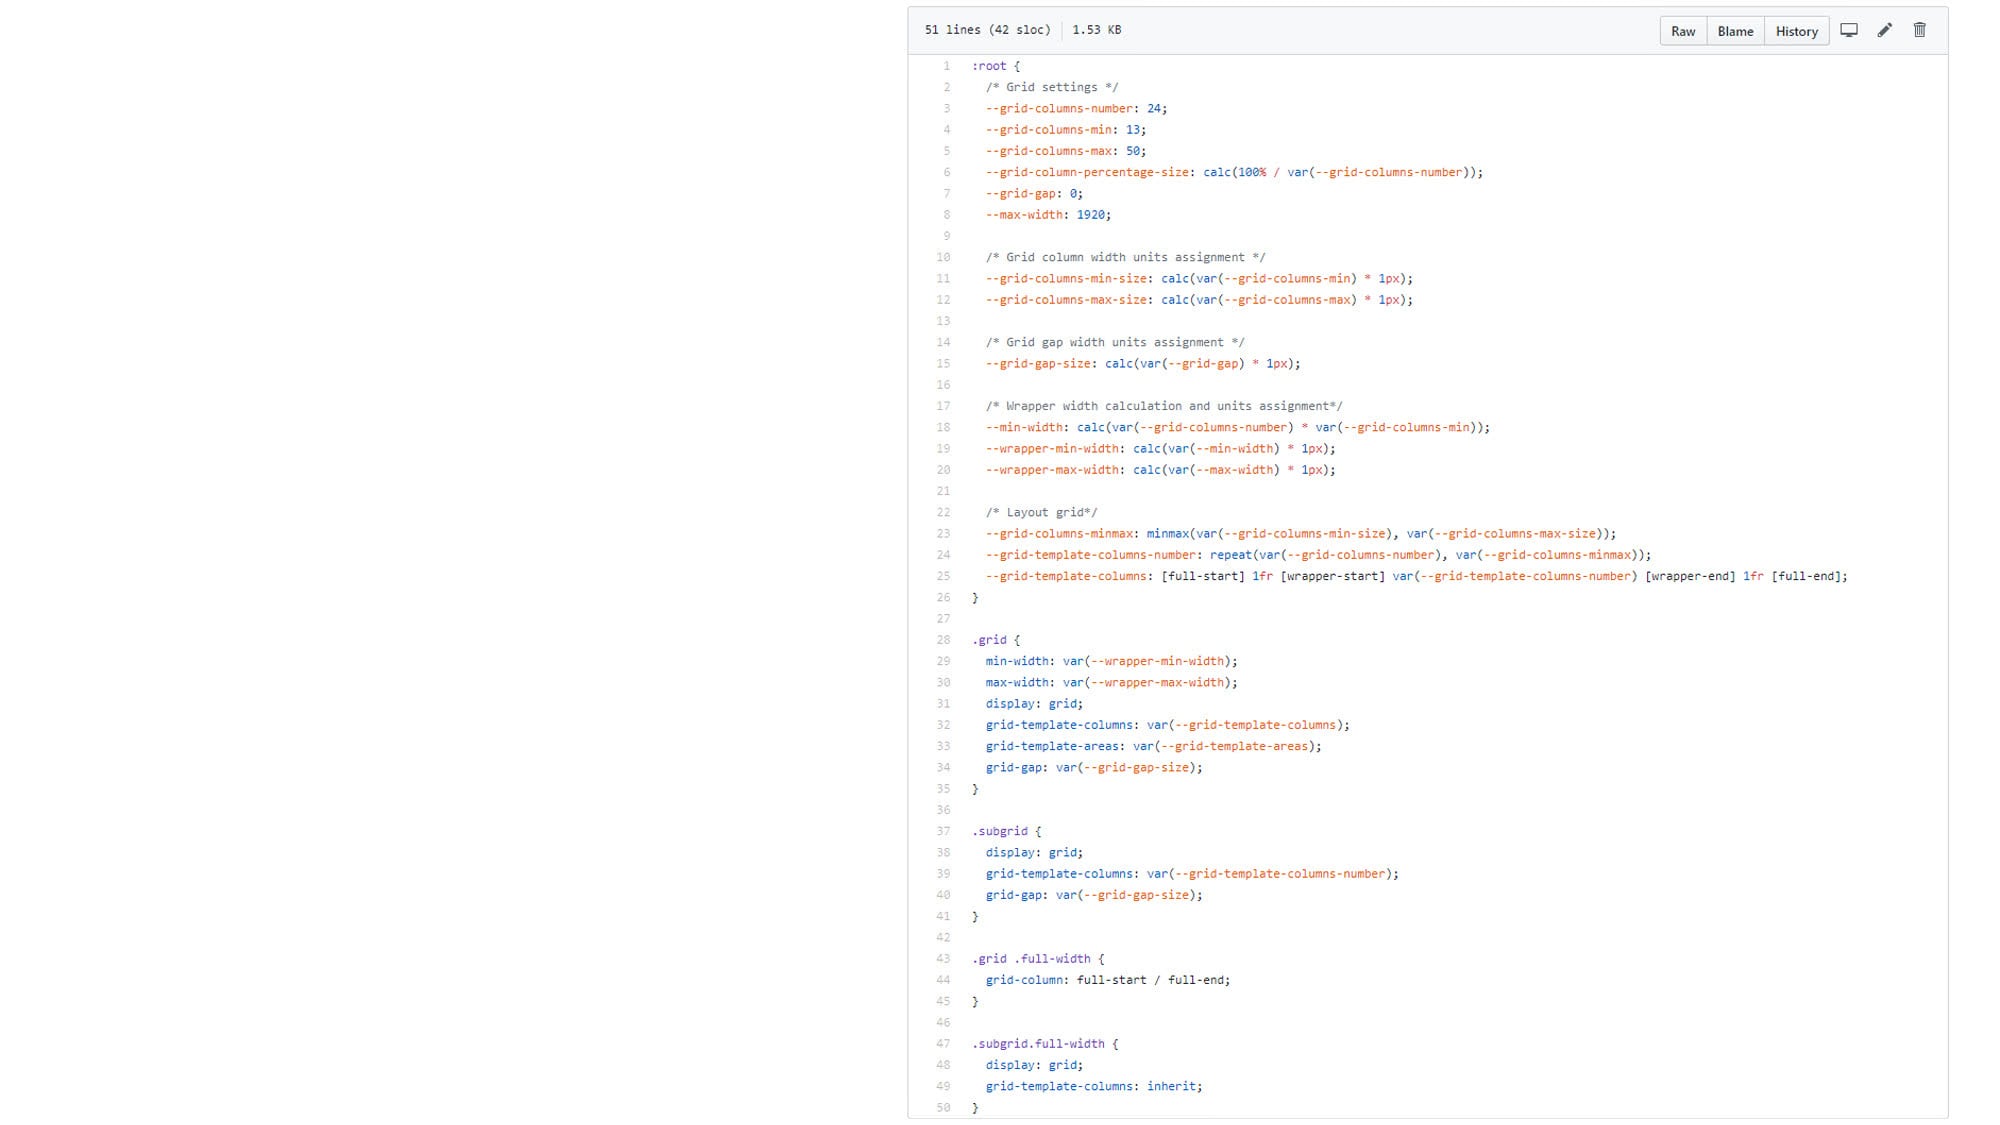 51 lines (42 sloc) 1.53 KB Raw Blame History
1 :root {
2 /* Grid settings */
3 --grid-columns-number: 24;
4 --grid-columns-min: 13;
5 --grid-columns-max: 50;
6 --grid-column-percentage-size: calc(100% / var(--grid-columns-number));
7 --grid-gap: 0;
8 --max-width: 1920;
9
10 /* Grid column width units assignment */
11 --grid-columns-min-size: calc(var(--grid-columns-min) * 1px);
12 --grid-columns-max-size: calc(var(--grid-columns-max) * 1px);
13
14 /* Grid gap width units assignment */
15 --grid-gap-size: calc(var(--grid-gap) * 1px);
16
17 /* Wrapper width calculation and units assignment*/
18 --min-width: calc(var(--grid-columns-number) * var(--grid-columns-min));
19 --wrapper-min-width: calc(var(--min-width) * 1px);
20 --wrapper-max-width: calc(var(--max-width) * 1px);
21
22 /* Layout grid*/
23 --grid-columns-minmax: minmax(var(--grid-columns-min-size), var(--grid-columns-max-size));
24 --grid-template-columns-number: repeat(var(--grid-columns-number), var(--grid-columns-minmax));
25 --grid-template-columns: [full-start] 1fr [wrapper-start] var(--grid-template-columns-number) [wrapper-end] 1fr [full-end];
26 }
27
28 .grid {
29 min-width: var(--wrapper-min-width);
30 max-width: var(--wrapper-max-width);
31 display: grid;
32 grid-template-columns: var(--grid-template-columns);
33 grid-template-areas: var(--grid-template-areas);
34 grid-gap: var(--grid-gap-size);
35 }
36
37 .subgrid {
38 display: grid;
39 grid-template-columns: var(--grid-template-columns-number);
40 grid-gap: var(--grid-gap-size);
41 }
42
43 .grid .full-width {
44 grid-column: full-start / full-end;
45 }
46
47 .subgrid.full-width {
48 display: grid;
49 grid-template-columns: inherit;
50 }